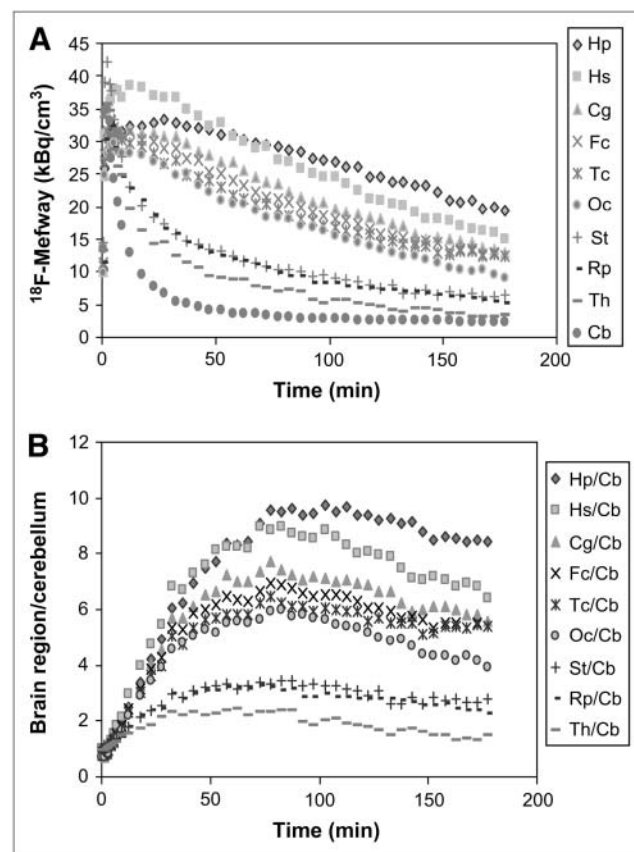 A
18F-Mefway (kBq/cm3)
45
40
35
30
25
20
15
10
5
0
0 50 100 150 200
Time (min)
Hp
Hs
Cg
Fc
Tc
Oc
St
Rp
Th
Cb
B
Brain region/cerebellum
12
10
8
6
4
2
0
0 50 100 150 200
Time (min)
Hp/Cb
Hs/Cb
Cg/Cb
Fc/Cb
Tc/Cb
Oc/Cb
St/Cb
Rp/Cb
Th/Cb